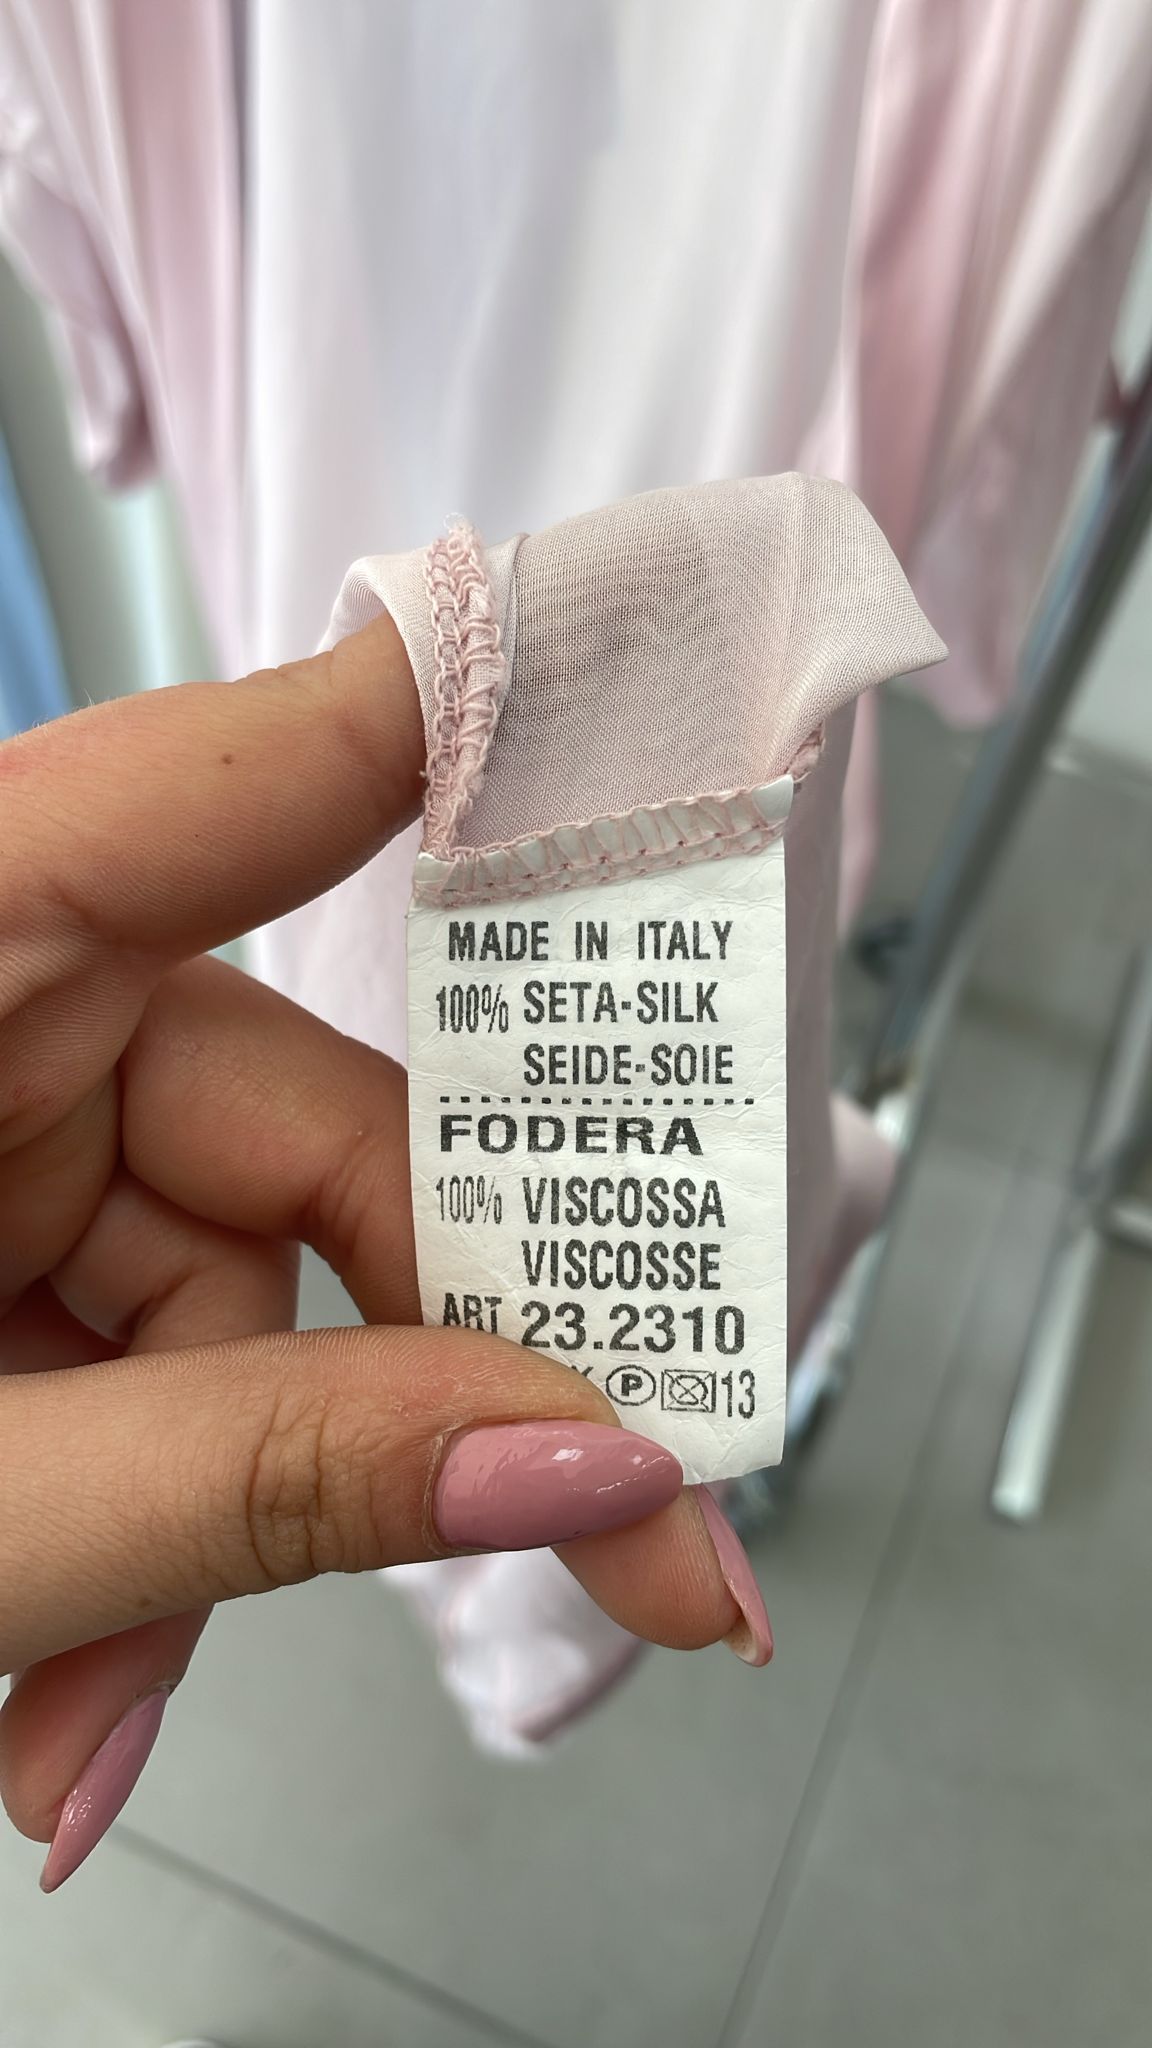 MADE IN ITALY
100% SETA-SILK
SEIDE-SOIE
FODERA
100% VISCOSSA
VISCOSSE
ART 23.2310
P 13